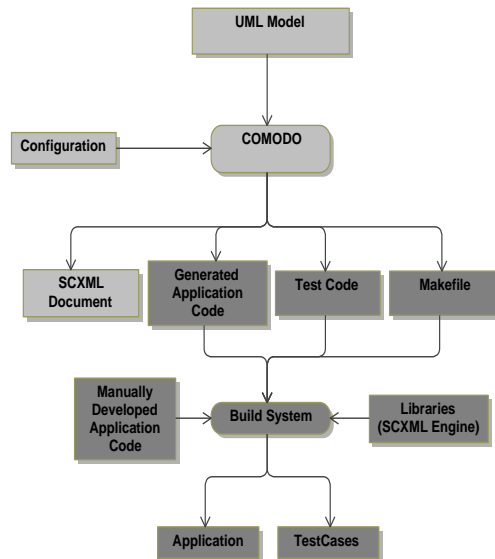 UML Model
Configuration
COMODO
SCXML
Document
Generated
Application
Code
Test Code
Makefile
Manually
Developed
Application
Code
Build System
Libraries
(SCXML Engine)
Application
TestCases